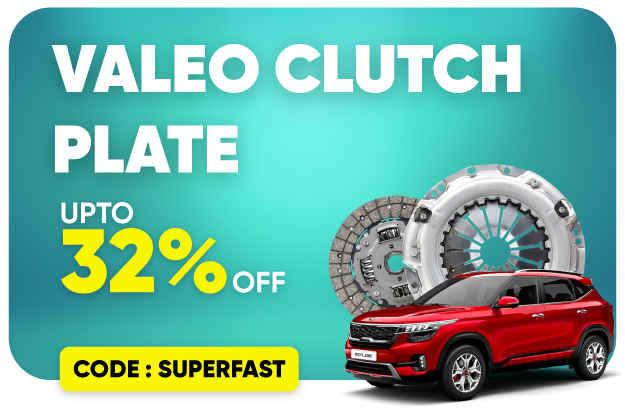 VALEO CLUTCH
PLATE
UPTO
32% OFF
CODE : SUPERFAST